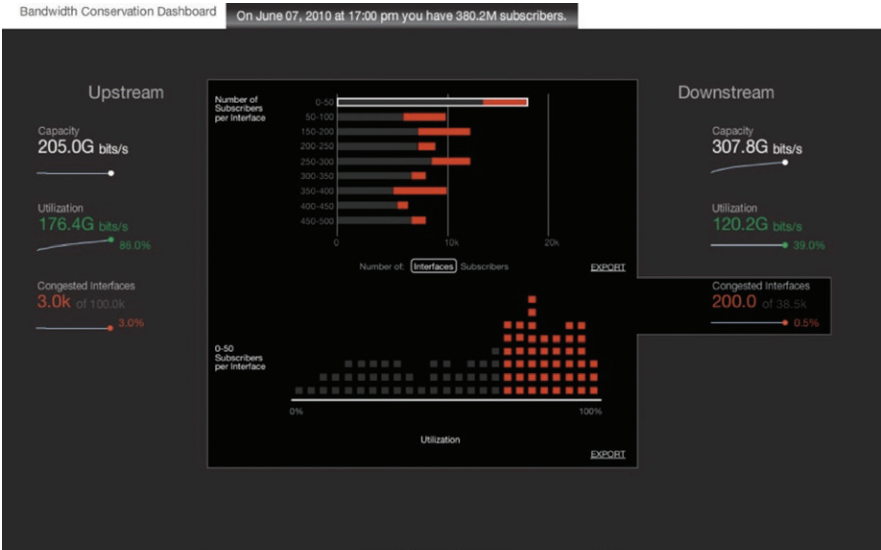 Bandwidth Conservation Dashboard
On June 07, 2010 at 17:00 pm you have 380.2M subscribers.
Upstream
Capacity
205.0G bits/s
Utilization
176.4G bits/s
86.0%
Congested Interfaces
3.0k of 100.0k
3.0%
Number of
Subscribers
per Interface
0-50
50-100
150-200
200-250
250-300
300-350
350-400
400-450
450-500
0
10k
20k
Number of: Interfaces Subscribers
EXPORT
0-50
Subscribers
per Interface
0%
100%
Utilization
EXPORT
Downstream
Capacity
307.8G bits/s
Utilization
120.2G bits/s
39.0%
Congested Interfaces
200.0 of 38.5k
0.5%